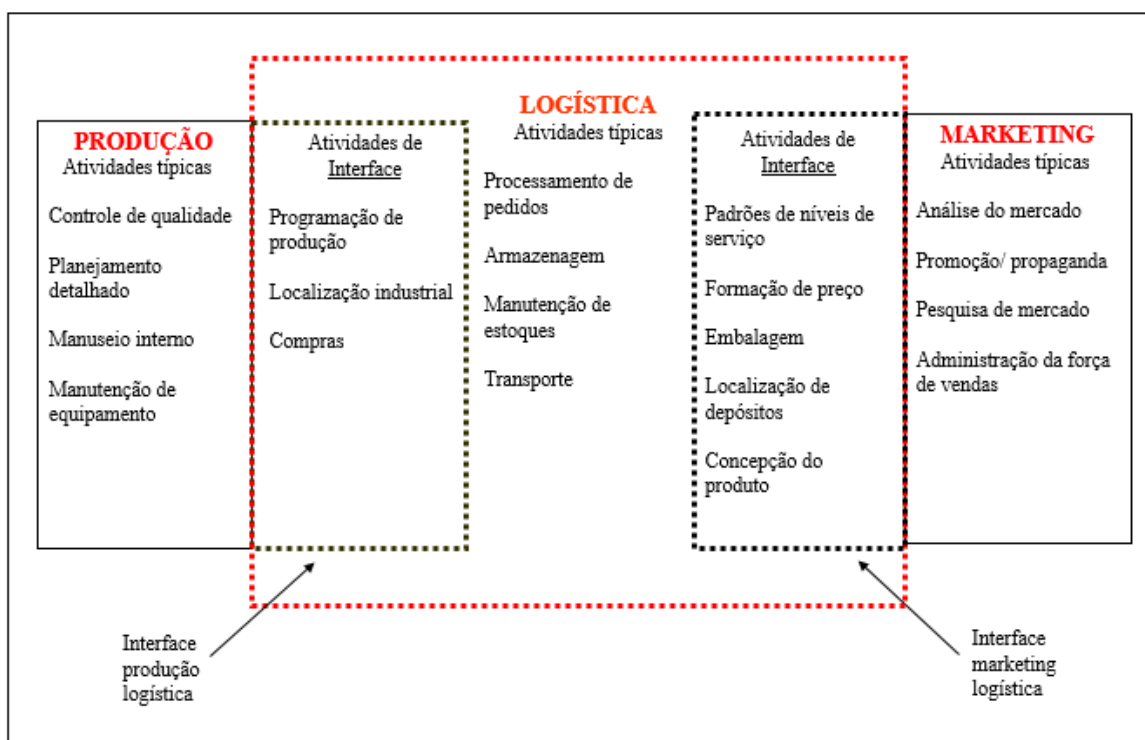 PRODUÇÃO
Atividades típicas
Controle de qualidade
Planejamento
detalhado
Manuseio interno
Manutenção de
equipamento
Atividades de
Interface
Programação de
produção
Localização industrial
Compras
LOGÍSTICA
Atividades típicas
Processamento de
pedidos
Armazenagem
Manutenção de
estoques
Transporte
Atividades de
Interface
Padrões de níveis de
serviço
Formação de preço
Embalagem
Localização de
depósitos
Concepção do
produto
MARKETING
Atividades típicas
Análise do mercado
Promoção/ propaganda
Pesquisa de mercado
Administração da força
de vendas
Interface
produção
logística
Interface
marketing
logística